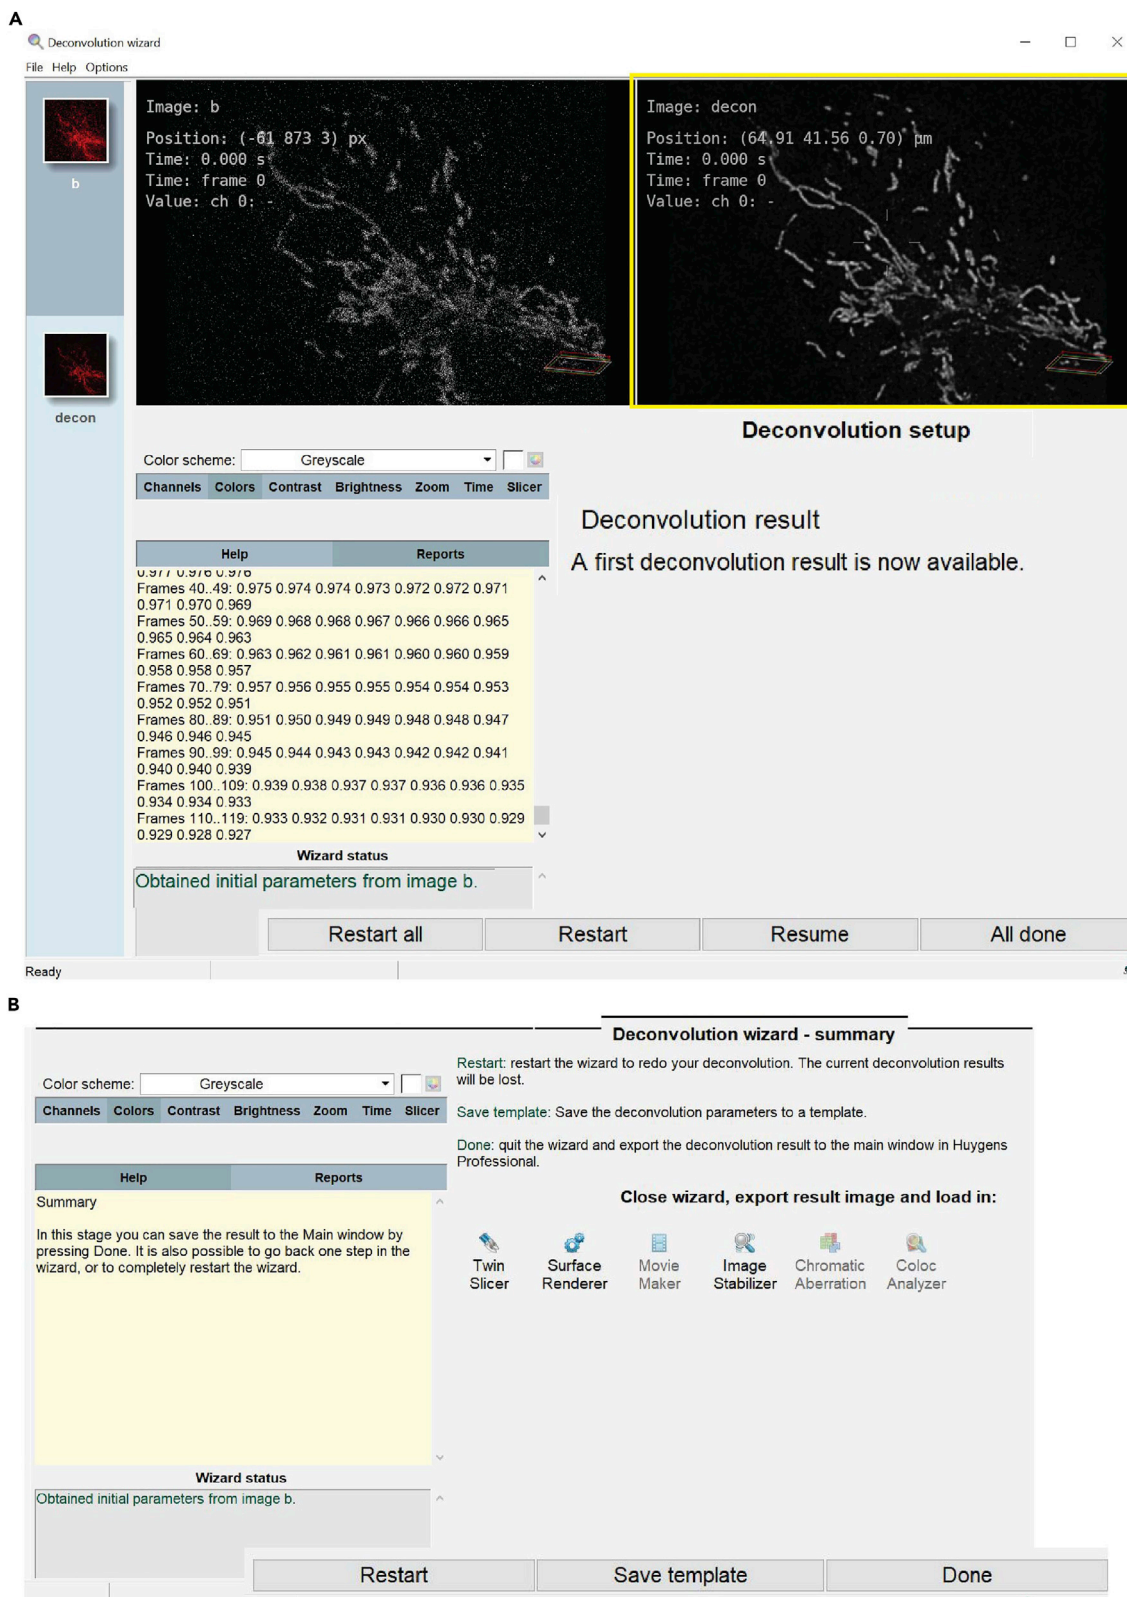 A
Deconvolution wizard
File Help Options
b
decon
Image: b
Position: (-61 873 3) px
Time: 0.000 s
Time: frame 0
Value: ch 0: -
Image: decon
Position: (64.91 41.56 0.70) µm
Time: 0.000 s
Time: frame 0
Value: ch 0: -
Deconvolution setup
Color scheme: Greyscale
Channels Colors Contrast Brightness Zoom Time Slicer
Deconvolution result
A first deconvolution result is now available.
Help Reports
0.977 0.976 0.976
Frames 40..49: 0.975 0.974 0.974 0.973 0.972 0.972 0.971
0.971 0.970 0.969
Frames 50..59: 0.969 0.968 0.968 0.967 0.966 0.966 0.965
0.965 0.964 0.963
Frames 60..69: 0.963 0.962 0.961 0.961 0.960 0.960 0.959
0.958 0.958 0.957
Frames 70..79: 0.957 0.956 0.955 0.955 0.954 0.954 0.953
0.952 0.952 0.951
Frames 80..89: 0.951 0.950 0.949 0.949 0.948 0.948 0.947
0.946 0.946 0.945
Frames 90..99: 0.945 0.944 0.943 0.943 0.942 0.942 0.941
0.940 0.940 0.939
Frames 100..109: 0.939 0.938 0.937 0.937 0.936 0.936 0.935
0.934 0.934 0.933
Frames 110..119: 0.933 0.932 0.931 0.931 0.930 0.930 0.929
0.929 0.928 0.927
Wizard status
Obtained initial parameters from image b.
Restart all Restart Resume All done
Ready
B
Deconvolution wizard - summary
Restart: restart the wizard to redo your deconvolution. The current deconvolution results
will be lost.
Save template: Save the deconvolution parameters to a template.
Done: quit the wizard and export the deconvolution result to the main window in Huygens
Professional.
Color scheme: Greyscale
Channels Colors Contrast Brightness Zoom Time Slicer
Help Reports
Summary
In this stage you can save the result to the Main window by
pressing Done. It is also possible to go back one step in the
wizard, or to completely restart the wizard.
Close wizard, export result image and load in:
Twin Slicer
Surface Renderer
Movie Maker
Image Stabilizer
Chromatic Aberration
Coloc Analyzer
Wizard status
Obtained initial parameters from image b.
Restart Save template Done